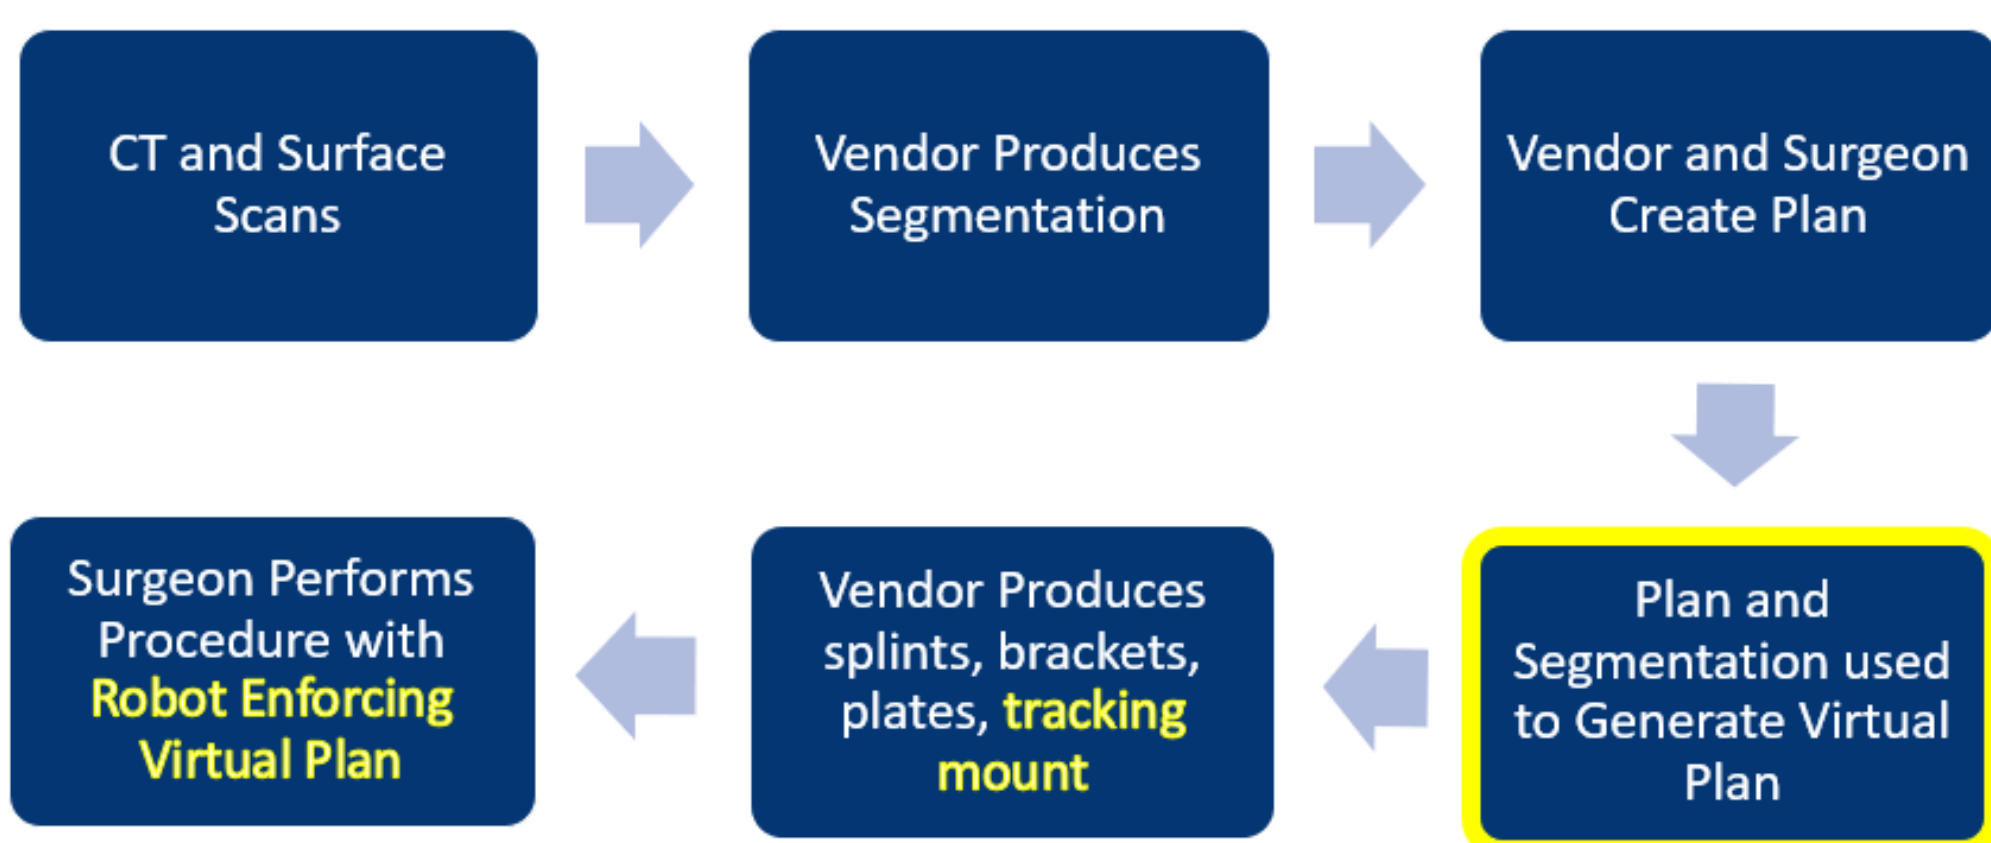 CT and Surface
Scans
Vendor Produces
Segmentation
Vendor and Surgeon
Create Plan
Plan and
Segmentation used
to Generate Virtual
Plan
Vendor Produces
splints, brackets,
plates, tracking
mount
Surgeon Performs
Procedure with
Robot Enforcing
Virtual Plan